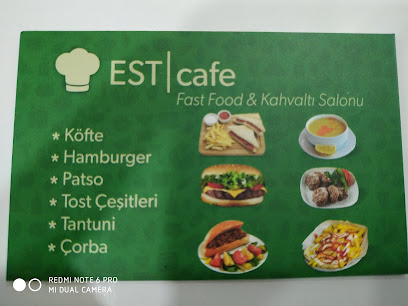 EST|cafe
Fast Food & Kahvaltı Salonu
* Köfte
* Hamburger
* Patso
* Tost Çeşitleri
* Tantuni
* Çorba
REDMI NOTE 6 PRO
MI DUAL CAMERA